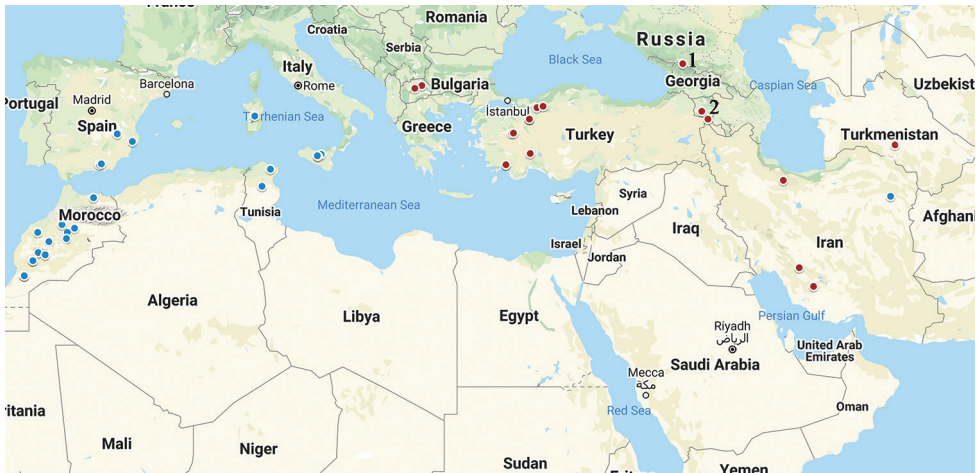 France
Romania
Croatia
Serbia
Russia
1
Italy
Black Sea
Georgia
Caspian Sea
Uzbekist
Barcelona
Rome
Bulgaria
Portugal
Madrid
Spain
Tyrrhenian Sea
İstanbul
2
Greece
Turkey
Turkmenistan
Syria
Morocco
Tunisia
Mediterranean Sea
Lebanon
Afghani
Iraq
Israel
Iran
Jordan
Algeria
Libya
Egypt
Persian Gulf
Riyadh
الرياض
United Arab
Emirates
Saudi Arabia
Mecca
مكة
Red Sea
Oman
ritania
Mali
Niger
Sudan
Yemen